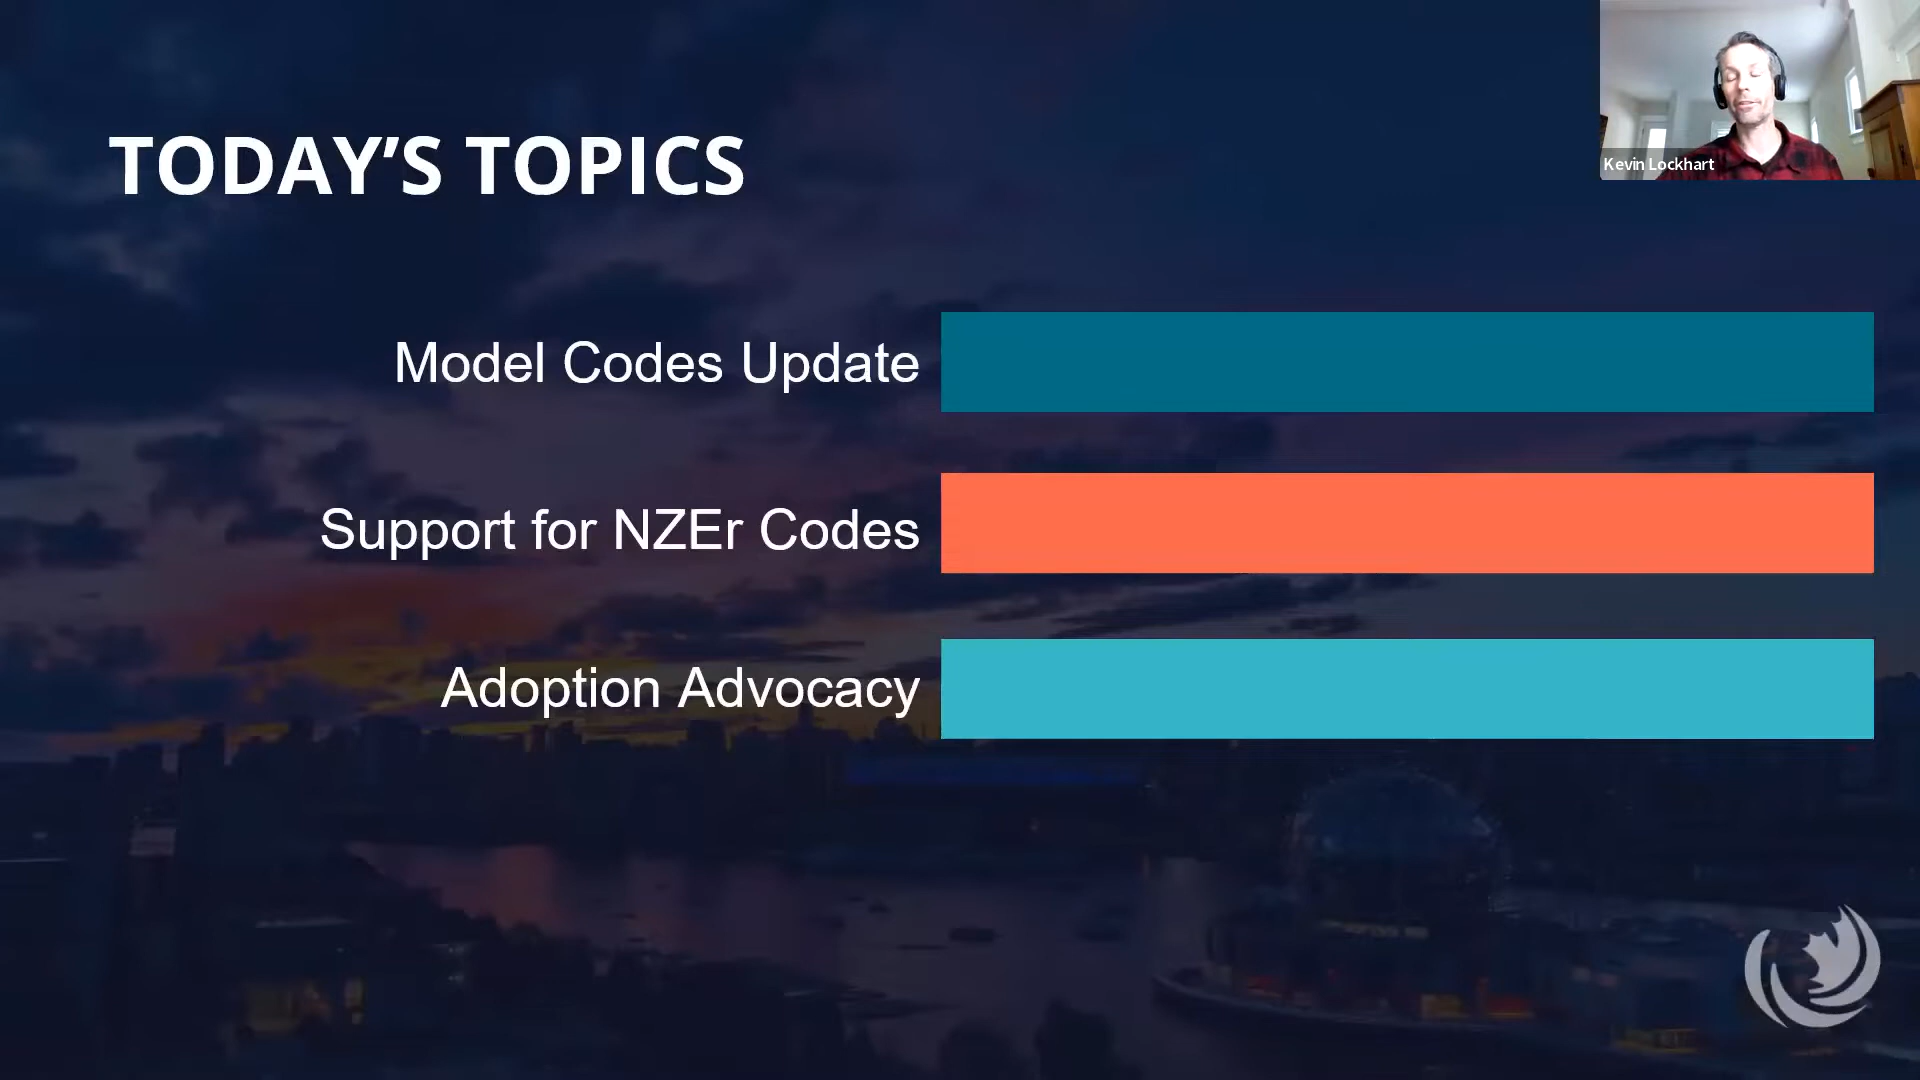 TODAY’S TOPICS
Kevin Lockhart
Model Codes Update
Support for NZEr Codes
Adoption Advocacy